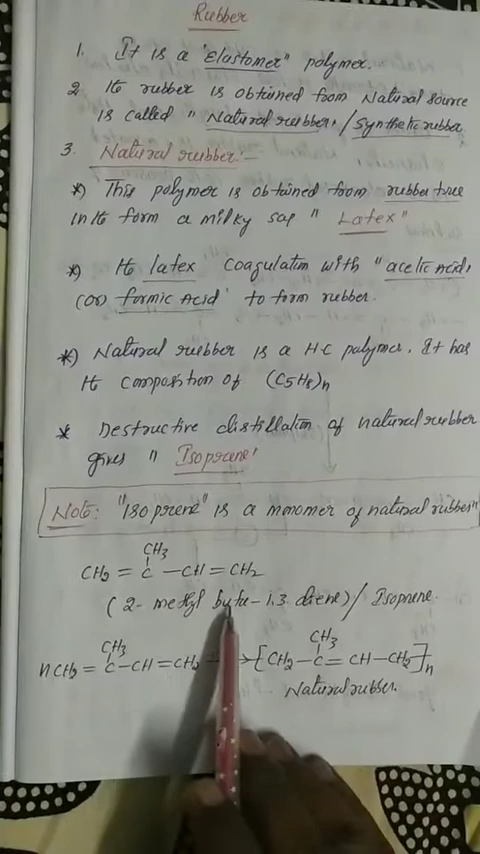 Rubber
1. It is a "Elastomer" polymer.
2. The rubber is obtained from Natural source
is called " Natural rubber, / Synthetic rubber
3. Natural rubber:-
*) This polymer is obtained from rubber tree
in the form a milky sap " Latex"
*) The latex coagulation with "acetic Acid,
(or) formic Acid' to form rubber.
*) Natural rubber is a H-C polymer. It has
the composition of (C5H8)n
* Destructive distillation of natural rubber
gives " Isoprene'
Note: "Isoprene" is a monomer of natural rubber"
CH3
CH2 = C - CH = CH2
( 2- methyl buta - 1,3 diene) / Isoprene.
CH3 CH3
nCH2 = C - CH = CH2 → [CH2 - C = CH - CH2]n
Natural rubber.